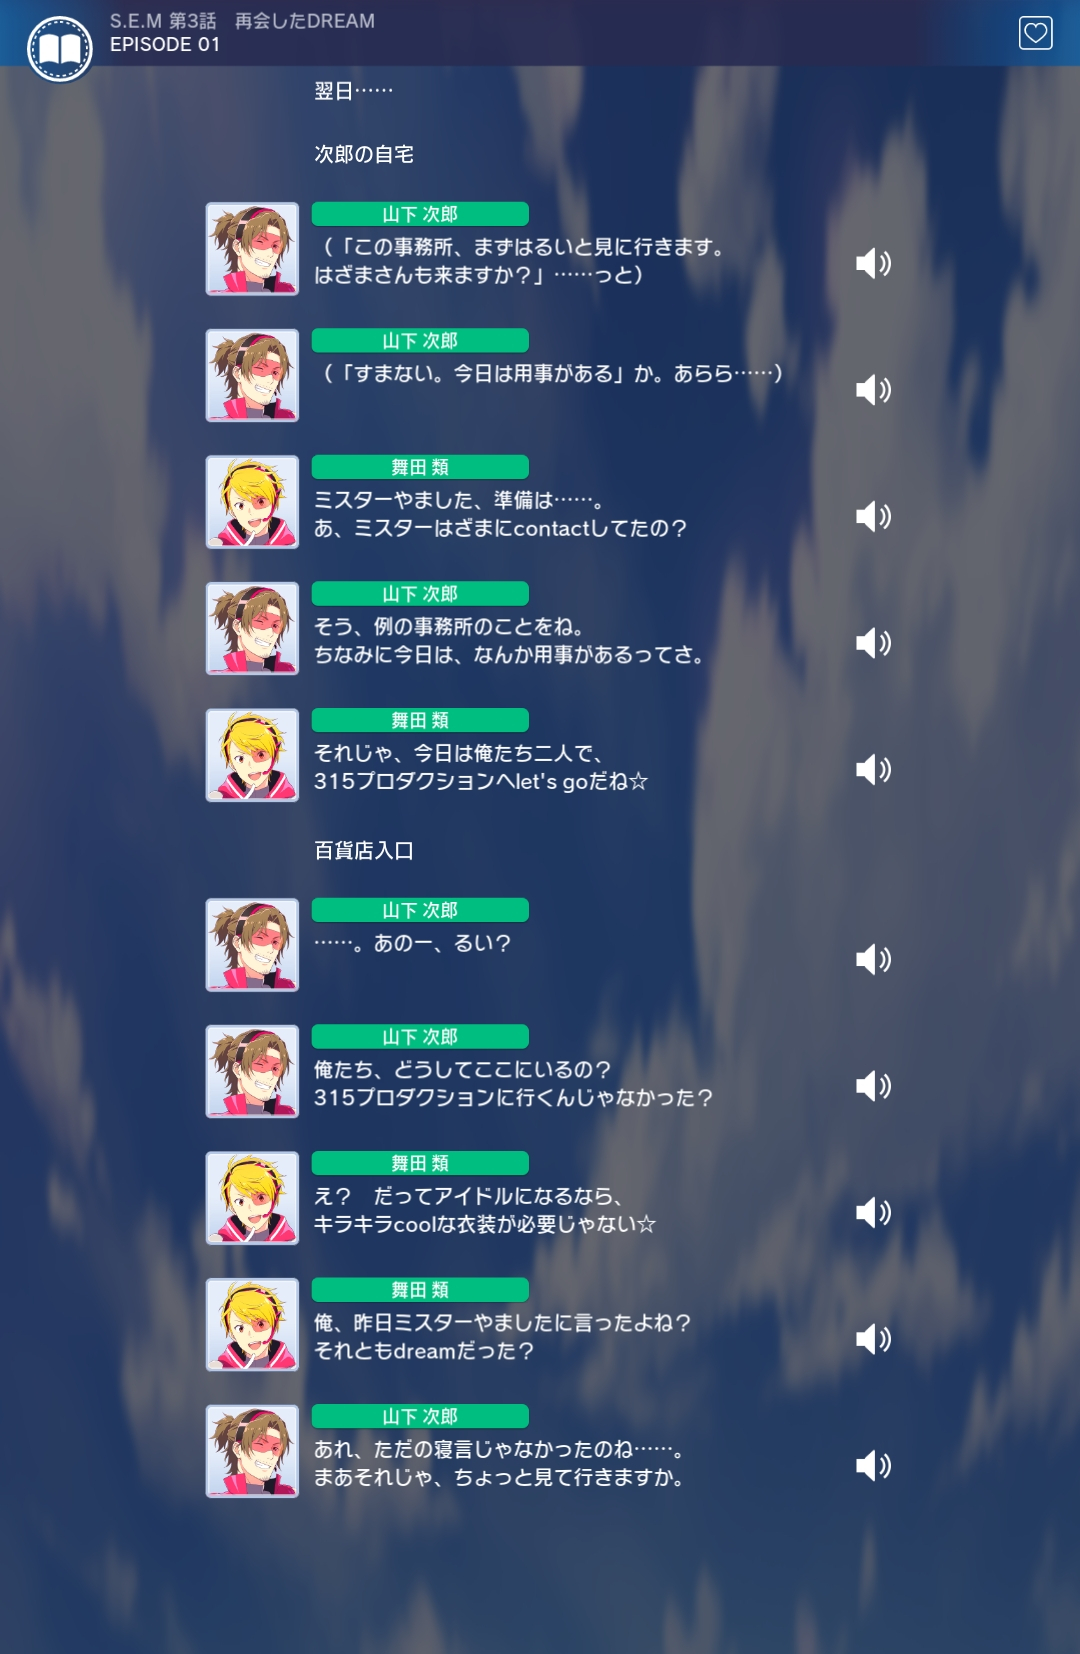 S.E.M 第3話　再会したDREAM
EPISODE 01
翌日……
次郎の自宅
山下 次郎
（「この事務所、まずはるいと見に行きます。
はざまさんも来ますか？」……っと）
山下 次郎
（「すまない。今日は用事がある」か。あらら……）
舞田 類
ミスターやました、準備は……。
あ、ミスターはざまにcontactしてたの？
山下 次郎
そう、例の事務所のことをね。
ちなみに今日は、なんか用事があるってさ。
舞田 類
それじゃ、今日は俺たち二人で、
315プロダクションへlet's goだね☆
百貨店入口
山下 次郎
……。あのー、るい？
山下 次郎
俺たち、どうしてここにいるの？
315プロダクションに行くんじゃなかった？
舞田 類
え？　だってアイドルになるなら、
キラキラcoolな衣装が必要じゃない☆
舞田 類
俺、昨日ミスターやましたに言ったよね？
それともdreamだった？
山下 次郎
あれ、ただの寝言じゃなかったのね……。
まあそれじゃ、ちょっと見て行きますか。